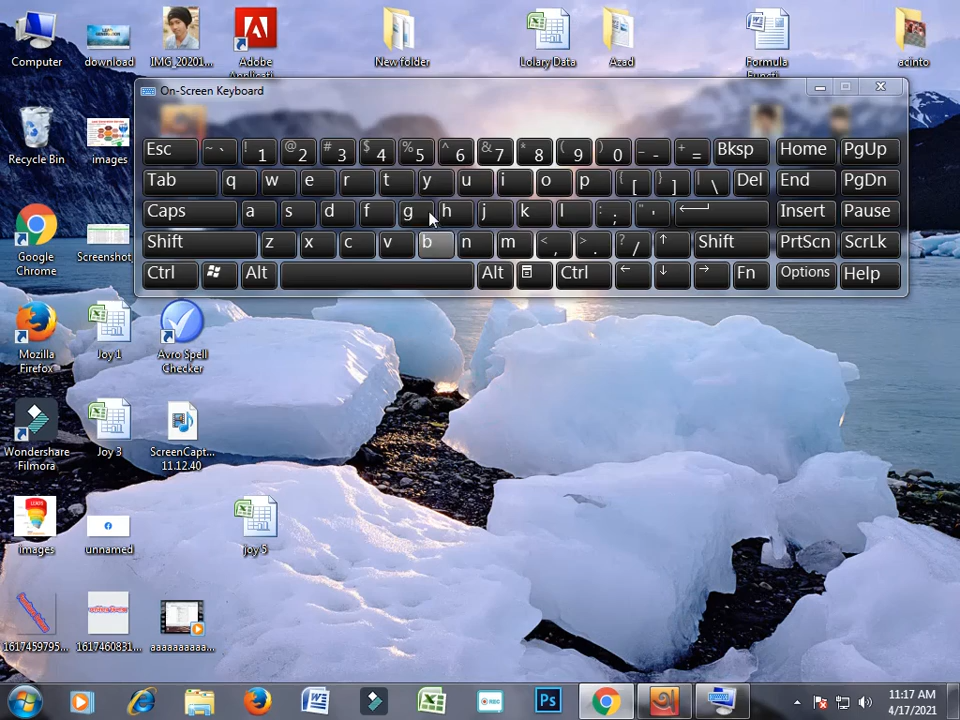 Computer
download
IMG_20201...
Adobe Applicati...
New folder
Lolary Data
Azad
Formula Functi...
acinto
On-Screen Keyboard
Esc ~ ` ! 1 @ 2 # 3 $ 4 % 5 ^ 6 & 7 * 8 ( 9 ) 0 _ - + = Bksp Home PgUp
Tab q w e r t y u i o p { [ } ] | \ Del End PgDn
Caps a s d f g h j k l : ; " ' Insert Pause
Shift z x c v b n m < , > . ? / ↑ Shift PrtScn ScrLk
Ctrl Alt Alt Ctrl ← ↓ → Fn Options Help
Recycle Bin
images
Google
Chrome
Screenshot
Mozilla
Firefox
Joy 1
Avro Spell
Checker
Wondershare
Filmora
Joy 3
ScreenCapt...
11.12.40
images
unnamed
joy 5
1617459795...
1617460831...
aaaaaaaaaa...
REC
Ps
11:17 AM
4/17/2021